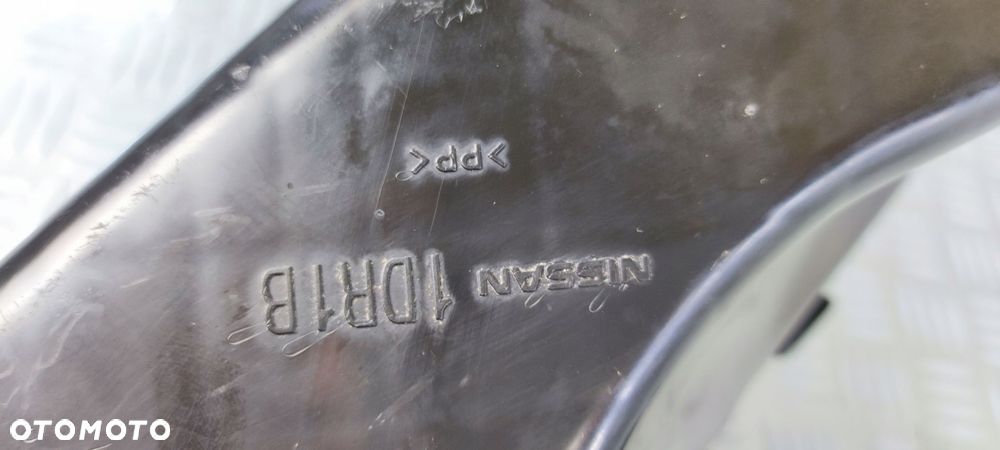 NISSAN 1DR1B
>PP<
OTOMOTO